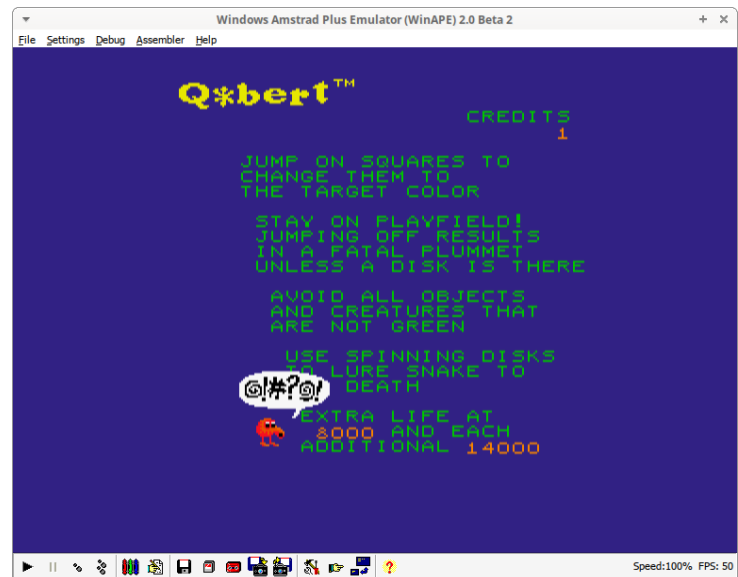 Windows Amstrad Plus Emulator (WinAPE) 2.0 Beta 2
File Settings Debug Assembler Help
Q*bert™
CREDITS
1
JUMP ON SQUARES TO
CHANGE THEM TO
THE TARGET COLOR
STAY ON PLAYFIELD!
JUMPING OFF RESULTS
IN A FATAL PLUMMET
UNLESS A DISK IS THERE
AVOID ALL OBJECTS
AND CREATURES THAT
ARE NOT GREEN
USE SPINNING DISKS
TO LURE SNAKE TO
DEATH
@!#?@!
EXTRA LIFE AT
8000 AND EACH
ADDITIONAL 14000
Speed:100% FPS: 50